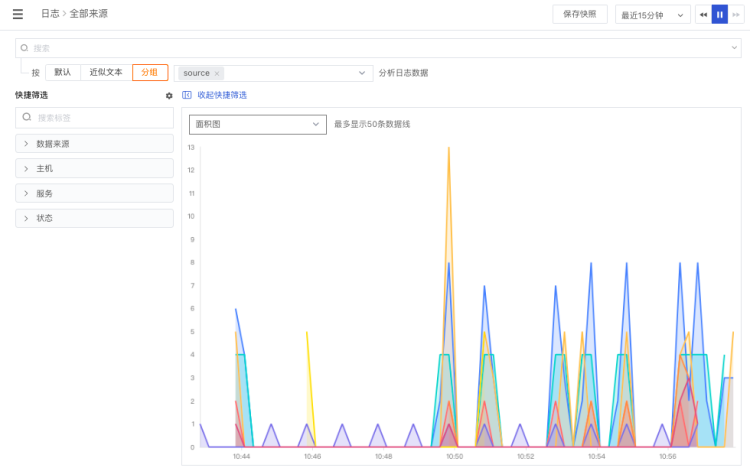 日志 > 全部来源
保存快照
最近15分钟
搜索
按 默认 近似文本 分组 source × 分析日志数据
快捷筛选
收起快捷筛选
搜索标签
数据来源
主机
服务
状态
面积图
最多显示50条数据线
13
12
11
10
9
8
7
6
5
4
3
2
1
0
10:44 10:46 10:48 10:50 10:52 10:54 10:56